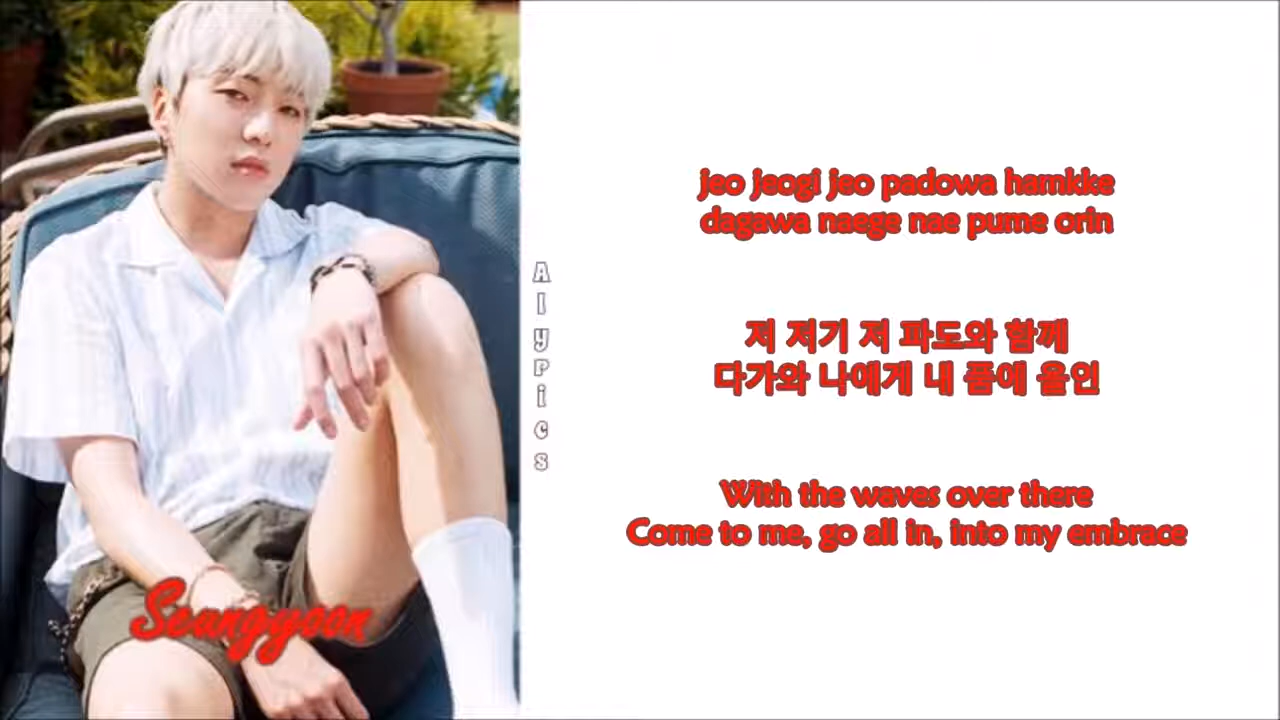 jeo jeogi jeo padowa hamkke
dagawa naege nae pume orin
저 저기 저 파도와 함께
다가와 나에게 내 품에 올인
With the waves over there
Come to me, go all in, into my embrace
Alyrics
Seungyoon